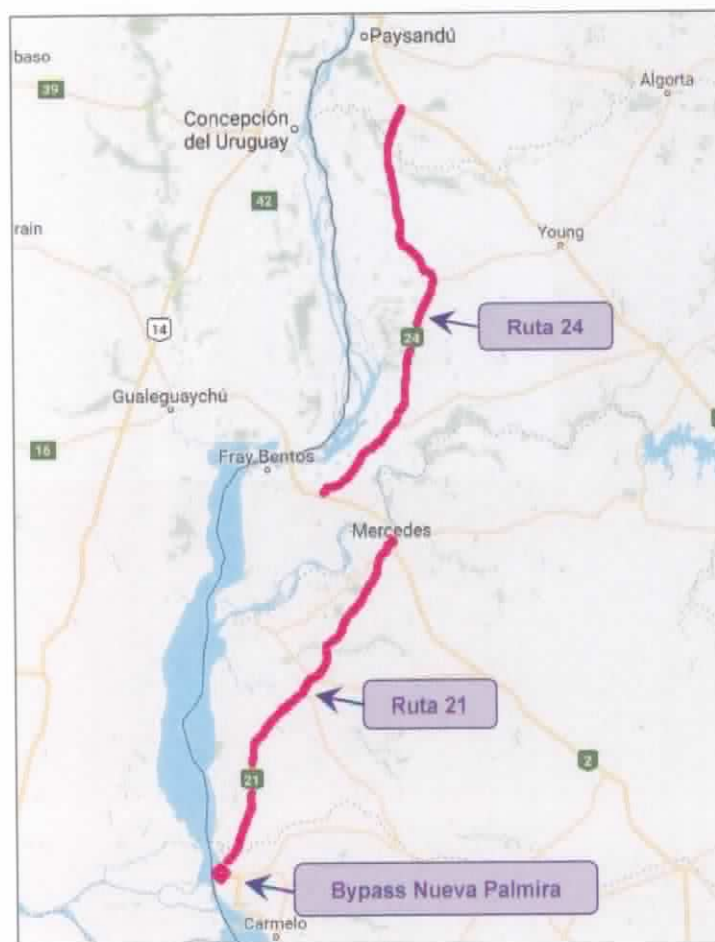 Paysandú
baso
39
Algorta
Concepción
del Uruguay
42
rain
Young
14
24
Ruta 24
Gualeguaychú
16
Fray Bentos
Mercedes
Ruta 21
21
2
Bypass Nueva Palmira
Carmelo